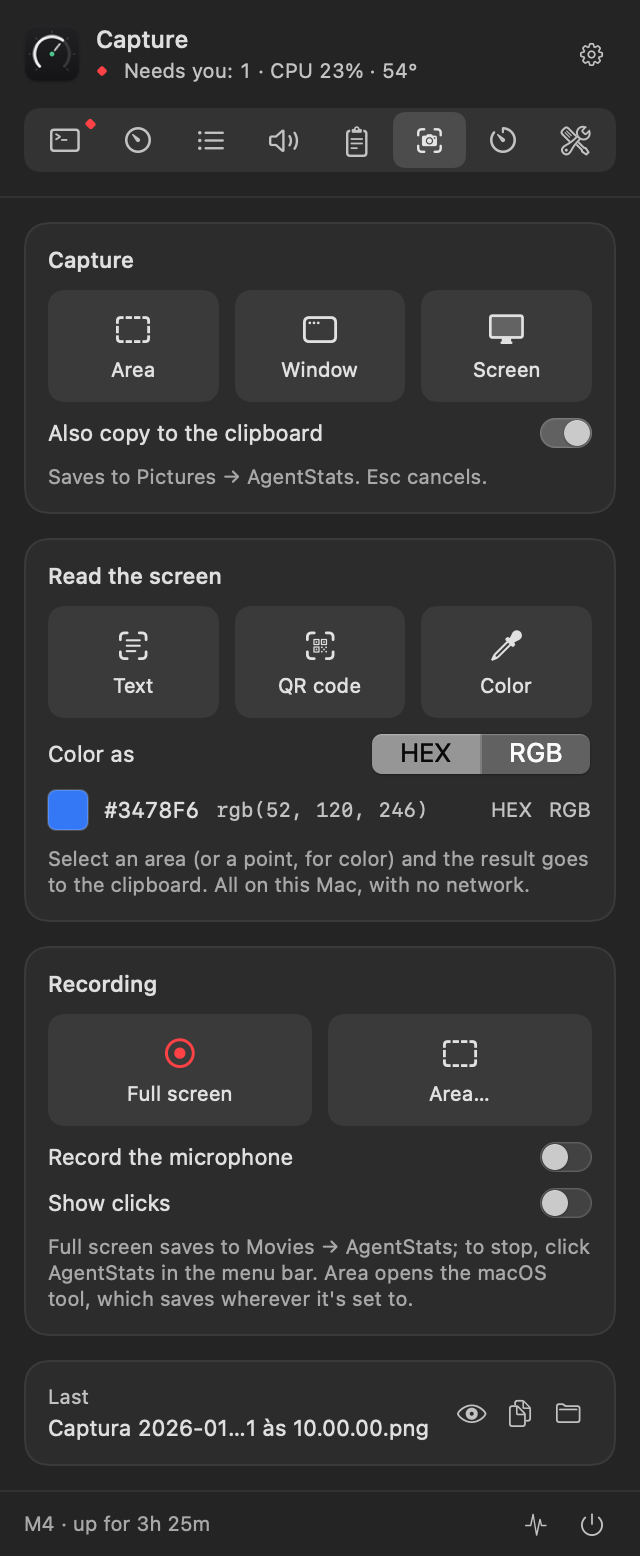 Capture
Needs you: 1 · CPU 23% · 54°
Capture
Area
Window
Screen
Also copy to the clipboard
Saves to Pictures → AgentStats. Esc cancels.
Read the screen
Text
QR code
Color
Color as
HEX
RGB
#3478F6 rgb(52, 120, 246) HEX RGB
Select an area (or a point, for color) and the result goes
to the clipboard. All on this Mac, with no network.
Recording
Full screen
Area...
Record the microphone
Show clicks
Full screen saves to Movies → AgentStats; to stop, click
AgentStats in the menu bar. Area opens the macOS
tool, which saves wherever it's set to.
Last
Captura 2026-01...1 às 10.00.00.png
M4 · up for 3h 25m